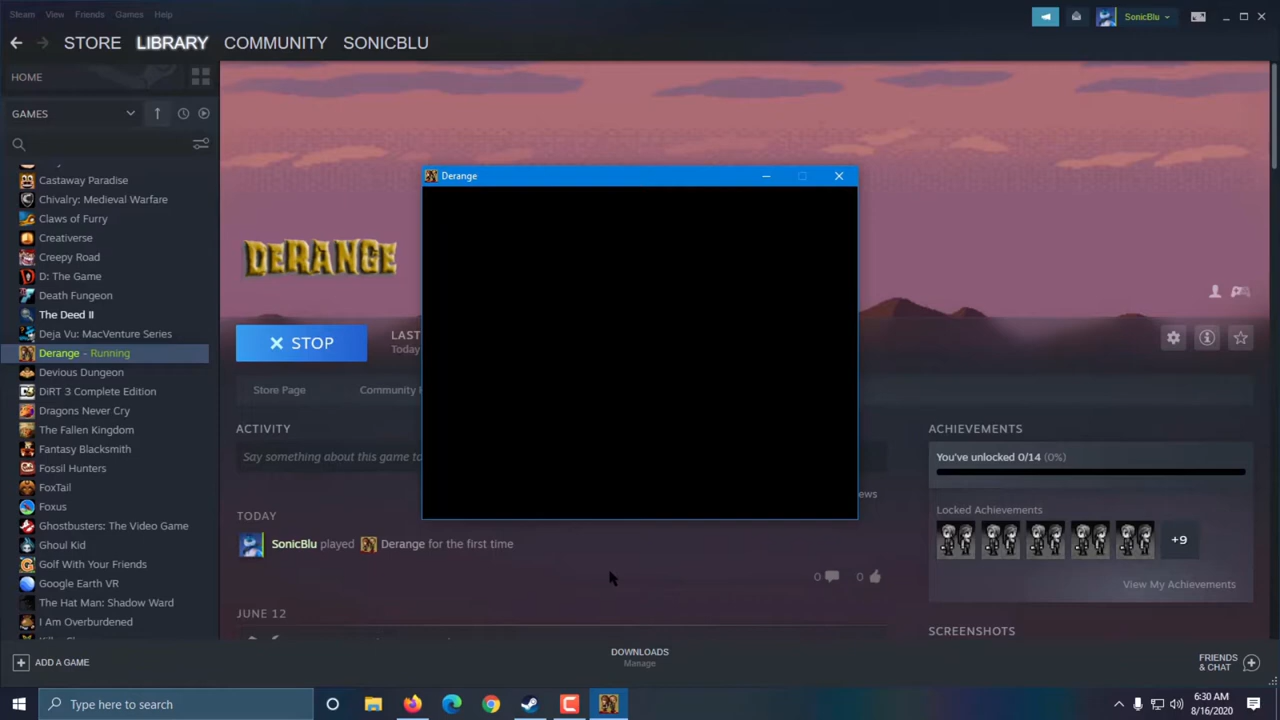 Steam View Friends Games Help
SonicBlu
STORE LIBRARY COMMUNITY SONICBLU
HOME
GAMES
Castaway Paradise
Chivalry: Medieval Warfare
Claws of Furry
Creativerse
Creepy Road
D: The Game
Death Fungeon
The Deed II
Deja Vu: MacVenture Series
Derange - Running
Devious Dungeon
DiRT 3 Complete Edition
Dragons Never Cry
The Fallen Kingdom
Fantasy Blacksmith
Fossil Hunters
FoxTail
Foxus
Ghostbusters: The Video Game
Ghoul Kid
Golf With Your Friends
Google Earth VR
The Hat Man: Shadow Ward
I Am Overburdened
ADD A GAME
Derange
DERANGE
STOP
LAST
Today
Store Page Community
ACTIVITY
Say something about this game to
TODAY
SonicBlu played Derange for the first time
0 0
JUNE 12
ACHIEVEMENTS
You've unlocked 0/14 (0%)
Locked Achievements
+9
View My Achievements
SCREENSHOTS
DOWNLOADS
Manage
FRIENDS
& CHAT
Type here to search
6:30 AM
8/16/2020